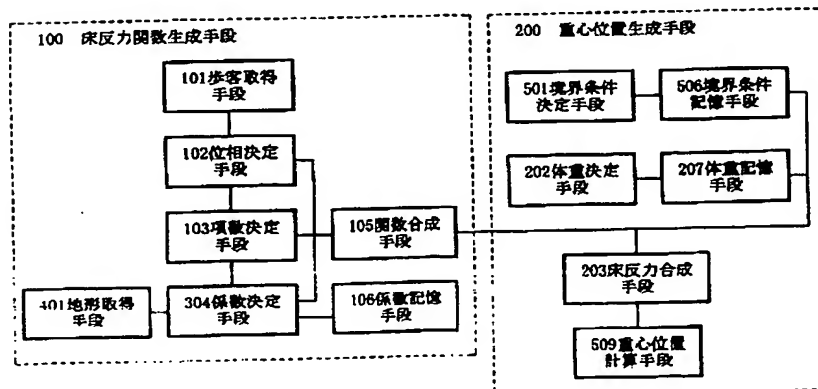 100 床反力関数生成手段
101歩容取得
手段
102位相決定
手段
103項数決定
手段
105関数合成
手段
401地形取得
手段
304係数決定
手段
106係数記憶
手段
200 重心位置生成手段
501境界条件
決定手段
506境界条件
記憶手段
202体重決定
手段
207体重記憶
手段
203床反力合成
手段
509重心位置
計算手段